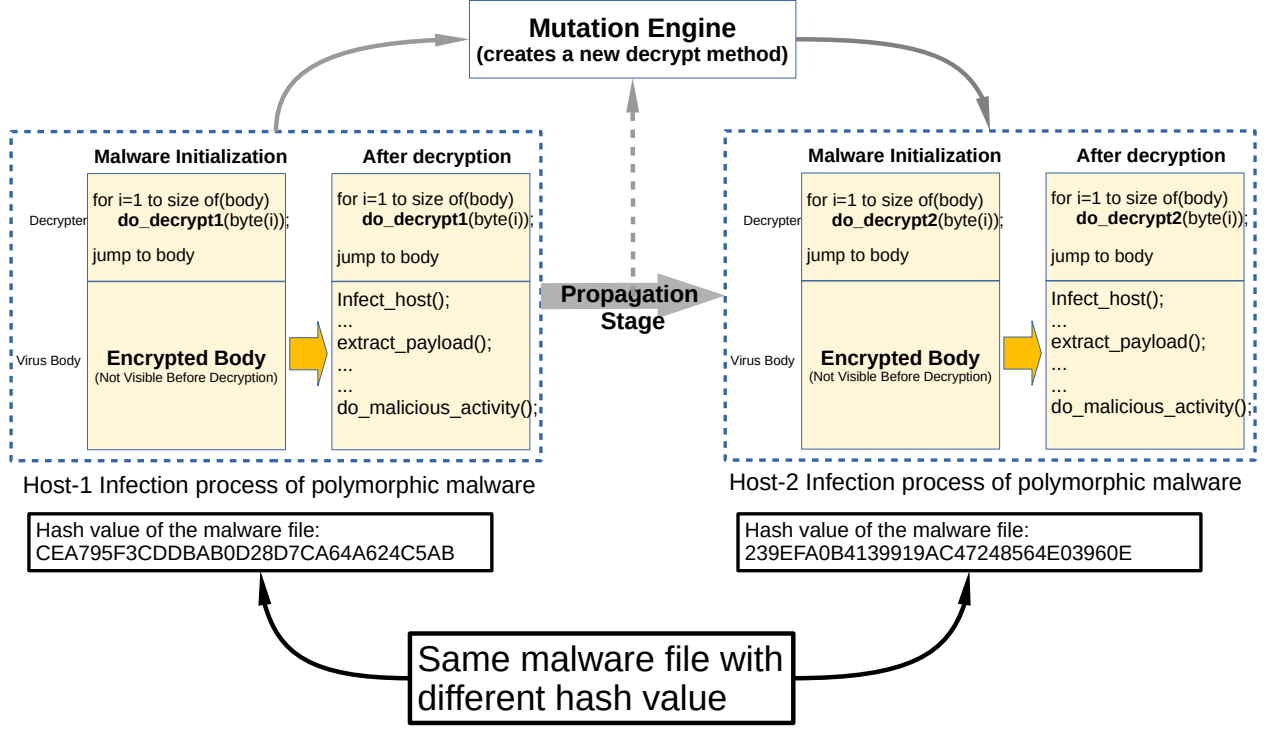 Mutation Engine
(creates a new decrypt method)
Malware Initialization
After decryption
Decrypter
for i=1 to size of(body)
do_decrypt1(byte(i));
jump to body
for i=1 to size of(body)
do_decrypt1(byte(i));
jump to body
Virus Body
Encrypted Body
(Not Visible Before Decryption)
Infect_host();
...
extract_payload();
...
...
do_malicious_activity();
Propagation
Stage
Malware Initialization
After decryption
Decrypter
for i=1 to size of(body)
do_decrypt2(byte(i));
jump to body
for i=1 to size of(body)
do_decrypt2(byte(i));
jump to body
Virus Body
Encrypted Body
(Not Visible Before Decryption)
Infect_host();
...
extract_payload();
...
...
do_malicious_activity();
Host-1 Infection process of polymorphic malware
Host-2 Infection process of polymorphic malware
Hash value of the malware file:
CEA795F3CDDBAB0D28D7CA64A624C5AB
Hash value of the malware file:
239EFA0B4139919AC47248564E03960E
Same malware file with
different hash value